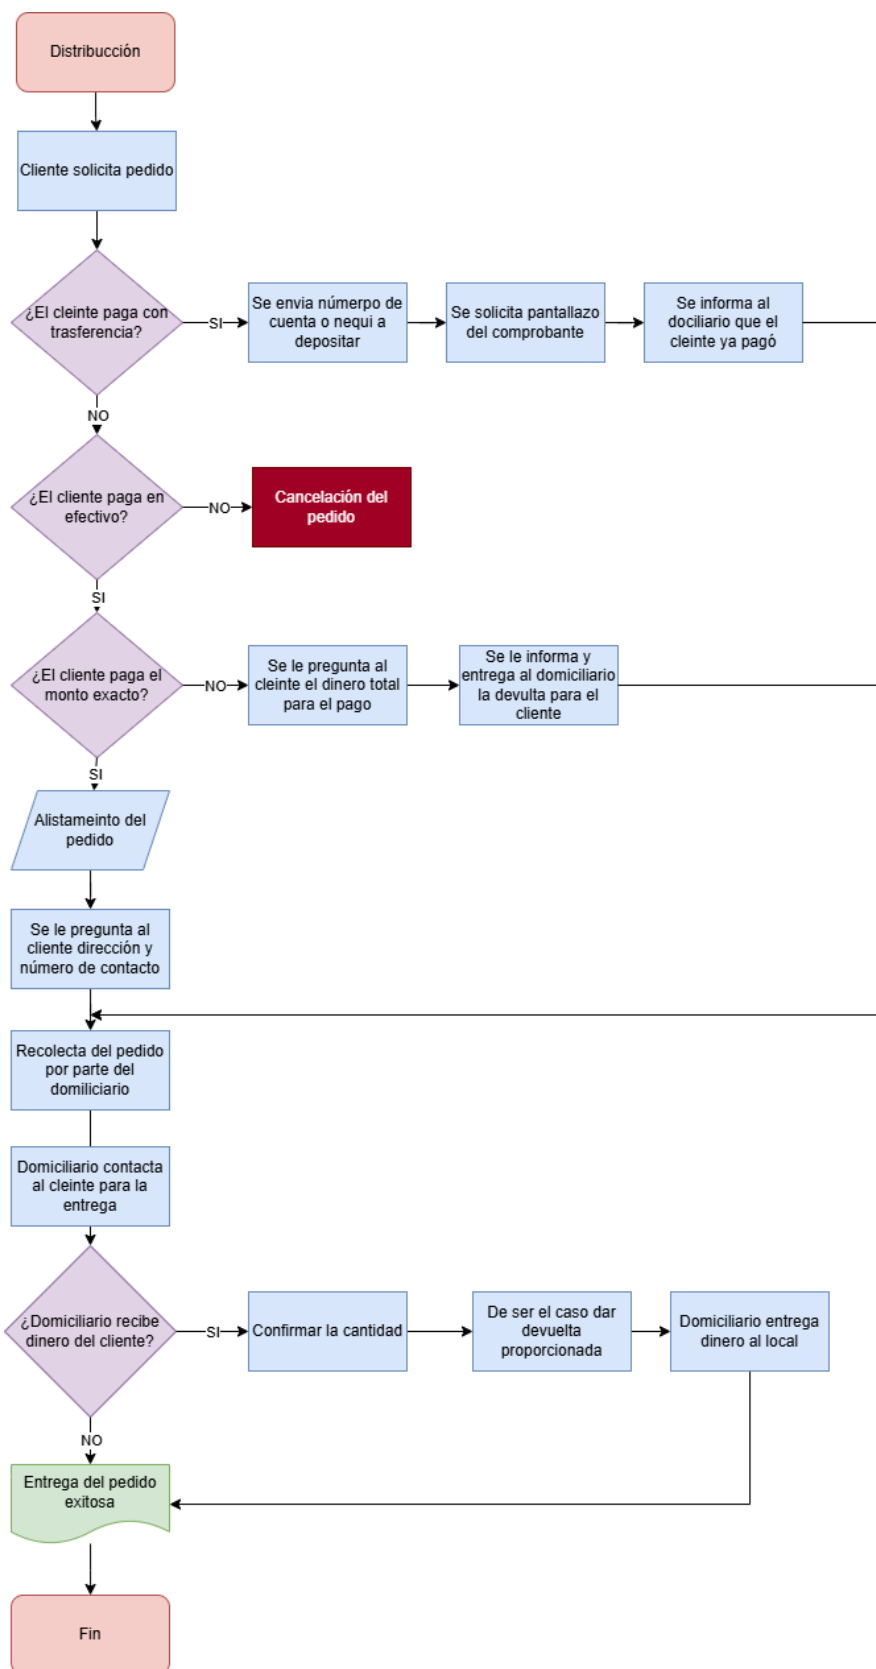 Distribucción
Cliente solicita pedido
¿El cleinte paga con
trasferencia?
SI
Se envia númerpo de
cuenta o nequi a
depositar
Se solicita pantallazo
del comprobante
Se informa al
dociliario que el
cleinte ya pagó
NO
¿El cliente paga en
efectivo?
NO
Cancelación del
pedido
SI
¿El cliente paga el
monto exacto?
NO
Se le pregunta al
cleinte el dinero total
para el pago
Se le informa y
entrega al domiciliario
la devulta para el
cliente
SI
Alistameinto del
pedido
Se le pregunta al
cliente dirección y
número de contacto
Recolecta del pedido
por parte del
domiliciario
Domiciliario contacta
al cleinte para la
entrega
¿Domiciliario recibe
dinero del cliente?
SI
Confirmar la cantidad
De ser el caso dar
devuelta
proporcionada
Domiciliario entrega
dinero al local
NO
Entrega del pedido
exitosa
Fin